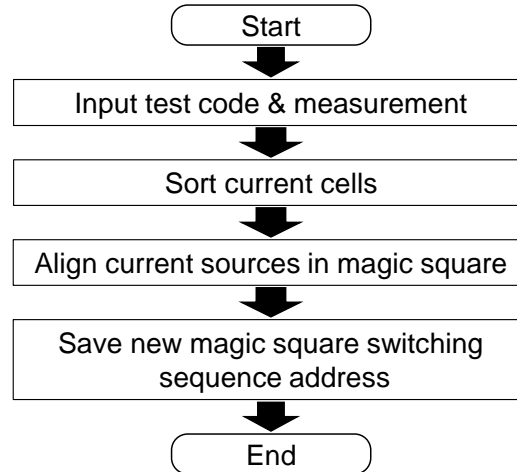 Start
Input test code & measurement
Sort current cells
Align current sources in magic square
Save new magic square switching
sequence address
End